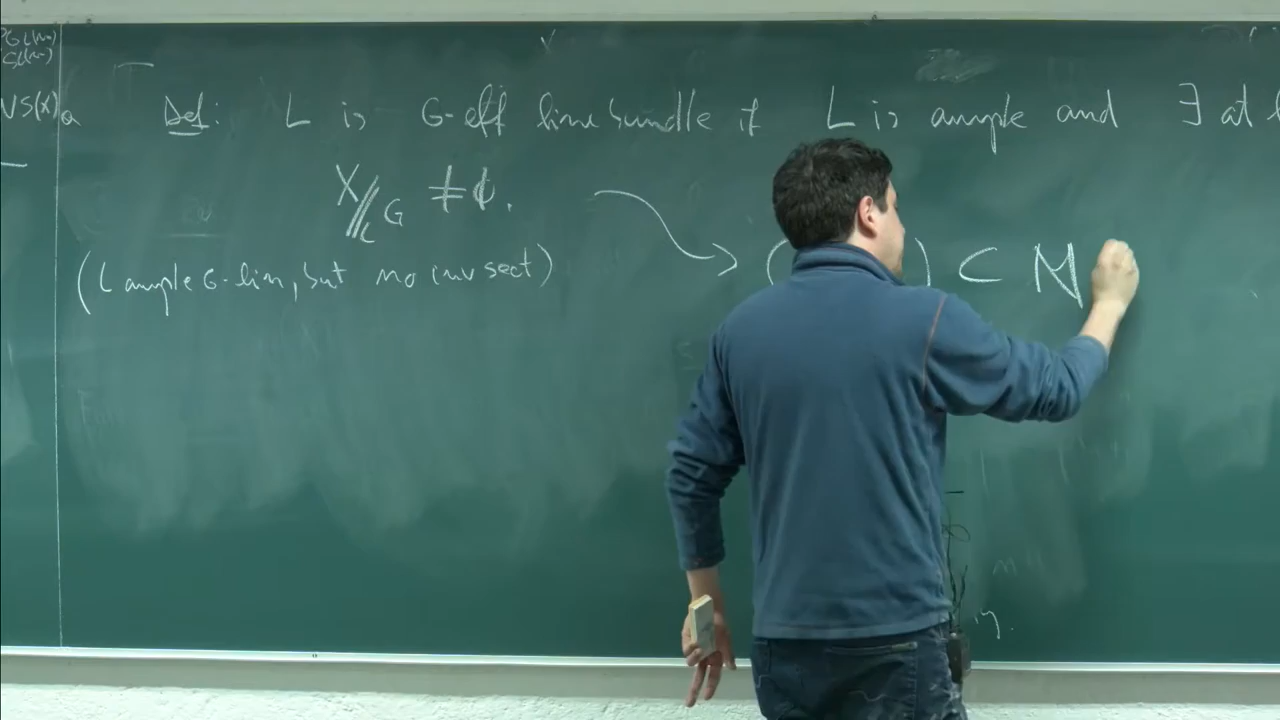 Def: L is G-eff line bundle if L is ample and ∃ at
X//_L G ≠ ∅.
( ) ⊂ N
(L ample G-lin, but no inv sect)